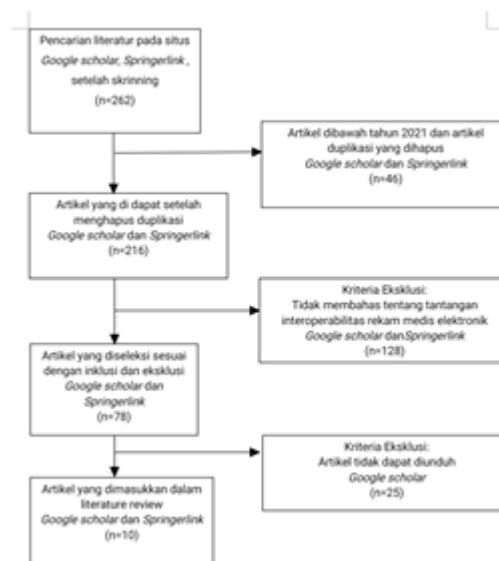 Pencarian literatur pada situs
Google scholar, Springerlink ,
setelah skrinning
(n=262)
Artikel dibawah tahun 2021 dan artikel
duplikasi yang dihapus
Google scholar dan Springerlink
(n=46)
Artikel yang di dapat setelah
menghapus duplikasi
Google scholar dan Springerlink
(n=216)
Kriteria Eksklusi:
Tidak membahas tentang tantangan
interoperabilitas rekam medis elektronik
Google scholar danSpringerlink
(n=128)
Artikel yang diseleksi sesuai
dengan inklusi dan eksklusi
Google scholar dan
Springerlink
(n=78)
Kriteria Eksklusi:
Artikel tidak dapat diunduh
Google scholar
(n=25)
Artikel yang dimasukkan dalam
literature review
Google scholar dan Springerlink
(n=10)